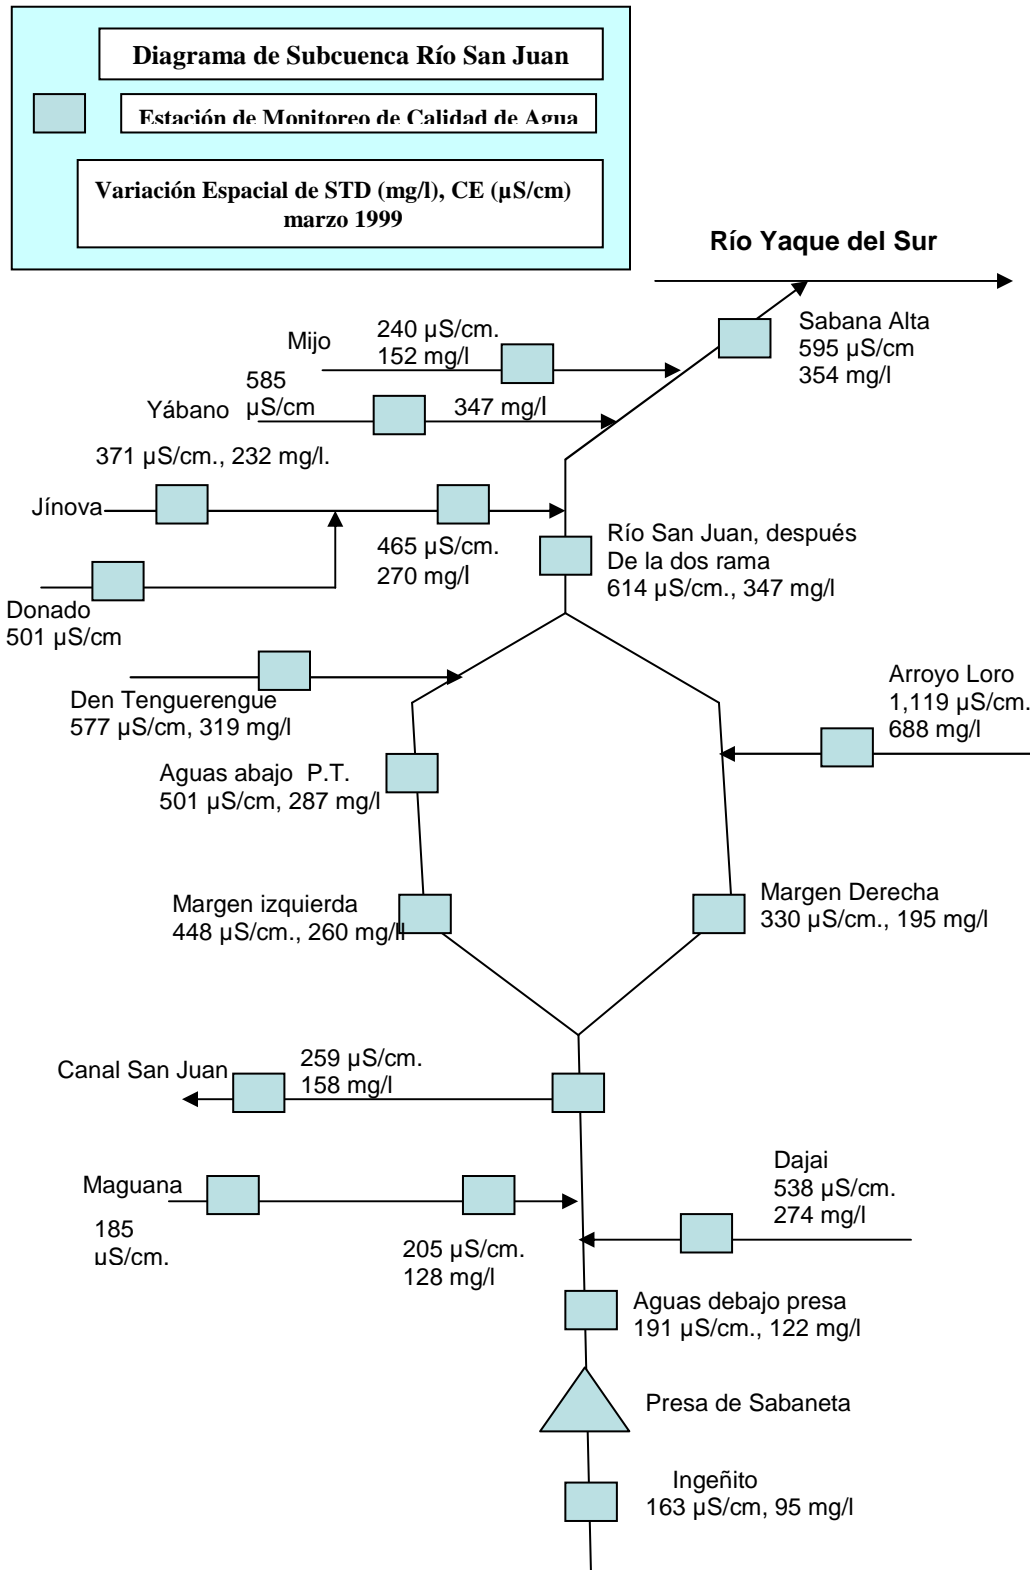 Diagrama de Subcuenca Río San Juan
Estación de Monitoreo de Calidad de Agua
Variación Espacial de STD (mg/l), CE (µS/cm)
marzo 1999
Río Yaque del Sur
Sabana Alta
595 µS/cm
354 mg/l
Mijo
240 µS/cm.
152 mg/l
Yábano
585
µS/cm
347 mg/l
371 µS/cm., 232 mg/l.
Jínova
465 µS/cm.
270 mg/l
Donado
501 µS/cm
Río San Juan, después
De la dos rama
614 µS/cm., 347 mg/l
Den Tenguerengue
577 µS/cm, 319 mg/l
Arroyo Loro
1,119 µS/cm.
688 mg/l
Aguas abajo P.T.
501 µS/cm, 287 mg/l
Margen izquierda
448 µS/cm., 260 mg/ll
Margen Derecha
330 µS/cm., 195 mg/l
Canal San Juan
259 µS/cm.
158 mg/l
Maguana
185
µS/cm.
205 µS/cm.
128 mg/l
Dajai
538 µS/cm.
274 mg/l
Aguas debajo presa
191 µS/cm., 122 mg/l
Presa de Sabaneta
Ingeñito
163 µS/cm, 95 mg/l